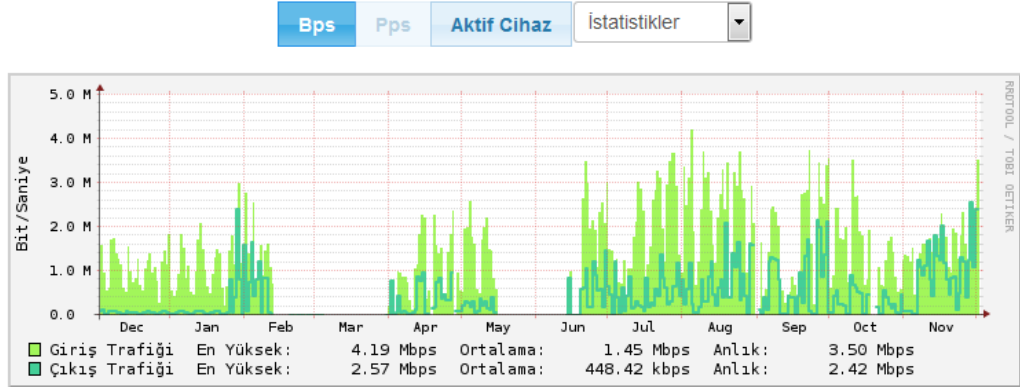 Bps Pps Aktif Cihaz İstatistikler
RRDTOOL / TOBI OETIKER
Bit/Saniye
5.0 M
4.0 M
3.0 M
2.0 M
1.0 M
0.0
Dec Jan Feb Mar Apr May Jun Jul Aug Sep Oct Nov
Giriş Trafiği En Yüksek: 4.19 Mbps Ortalama: 1.45 Mbps Anlık: 3.50 Mbps
Çıkış Trafiği En Yüksek: 2.57 Mbps Ortalama: 448.42 kbps Anlık: 2.42 Mbps